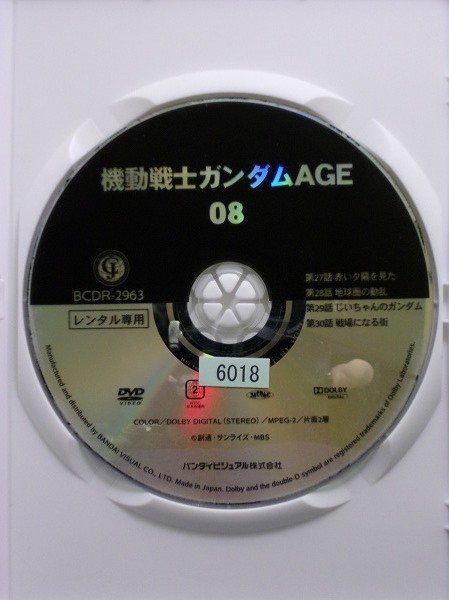 機動戦士ガンダムAGE
08
BCDR-2963
レンタル専用
第27話 赤い夕陽を見た
第28話 地球圏の動乱
第29話 じいちゃんのガンダム
第30話 戦場になる街
6018
DVD
VIDEO
2
DOLBY
DIGITAL
COLOR/DOLBY DIGITAL (STEREO)/MPEG-2/片面2層
©創通・サンライズ・MBS
バンダイビジュアル株式会社
Manufactured and distributed by BANDAI VISUAL CO., LTD. Made in Japan. Dolby and the double-D symbol are registered trademarks of Dolby Laboratories.